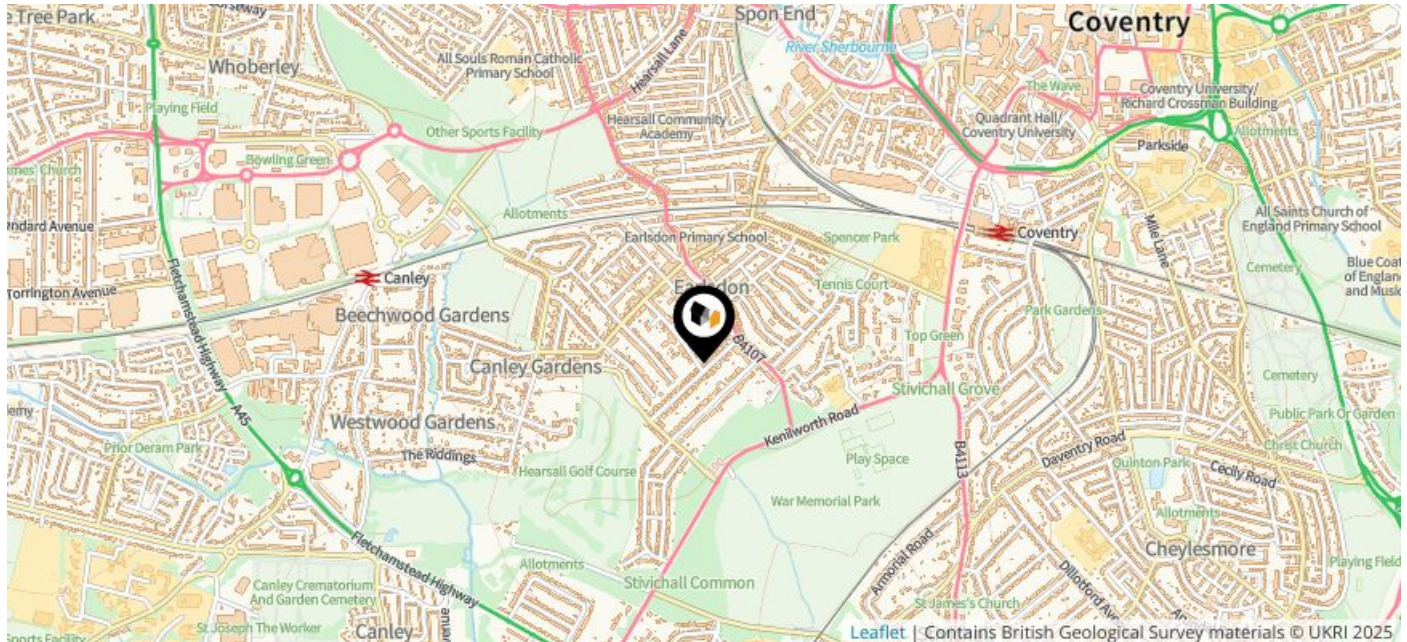 e Tree Park
Whoberley
Playing Field
All Souls Roman Catholic
Primary School
Hearsall Lane
Spon End
River Sherbourne
Coventry
The Wave
Coventry University/
Richard Crossman Building
Quadrant Hall/
Coventry University
Allotments
Parkside
Hearsall Community
Academy
Other Sports Facility
Bowling Green
mes' Church
Allotments
Earlsdon Primary School
Spencer Park
Coventry
Mile Lane
All Saints Church of
England Primary School
Cemetery
Blue Coat
of England
and Music
ndard Avenue
Torrington Avenue
Fletchamstead Highway
Canley
Beechwood Gardens
Earlsdon
Tennis Court
Park Gardens
Top Green
B4107
Canley Gardens
Stivichall Grove
Cemetery
Public Park Or Garden
Christ Church
A45
Westwood Gardens
The Riddings
Prior Deram Park
demy
Hearsall Golf Course
Kenilworth Road
Play Space
War Memorial Park
B4113
Daventry Road
Quinton Park
Cecily Road
Allotments
Cheylesmore
Playing Field
Armorial Road
Dillotford Ave
Fletchamstead Highway
Allotments
Stivichall Common
St James's Church
Canley Crematorium
And Garden Cemetery
St Joseph The Worker
Canley
Sports Facility
Leaflet | Contains British Geological Survey materials © UKRI 2025